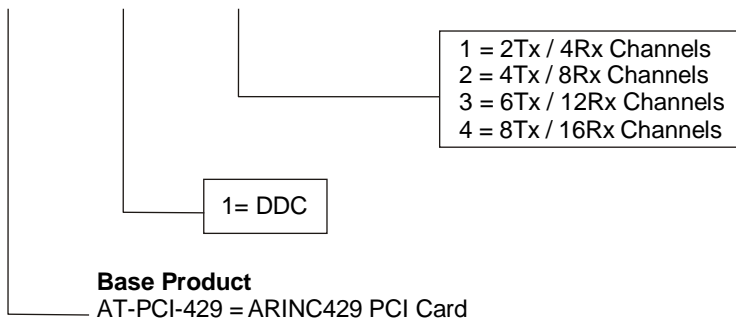 1 = 2Tx / 4Rx Channels
2 = 4Tx / 8Rx Channels
3 = 6Tx / 12Rx Channels
4 = 8Tx / 16Rx Channels
1= DDC
Base Product
AT-PCI-429 = ARINC429 PCI Card